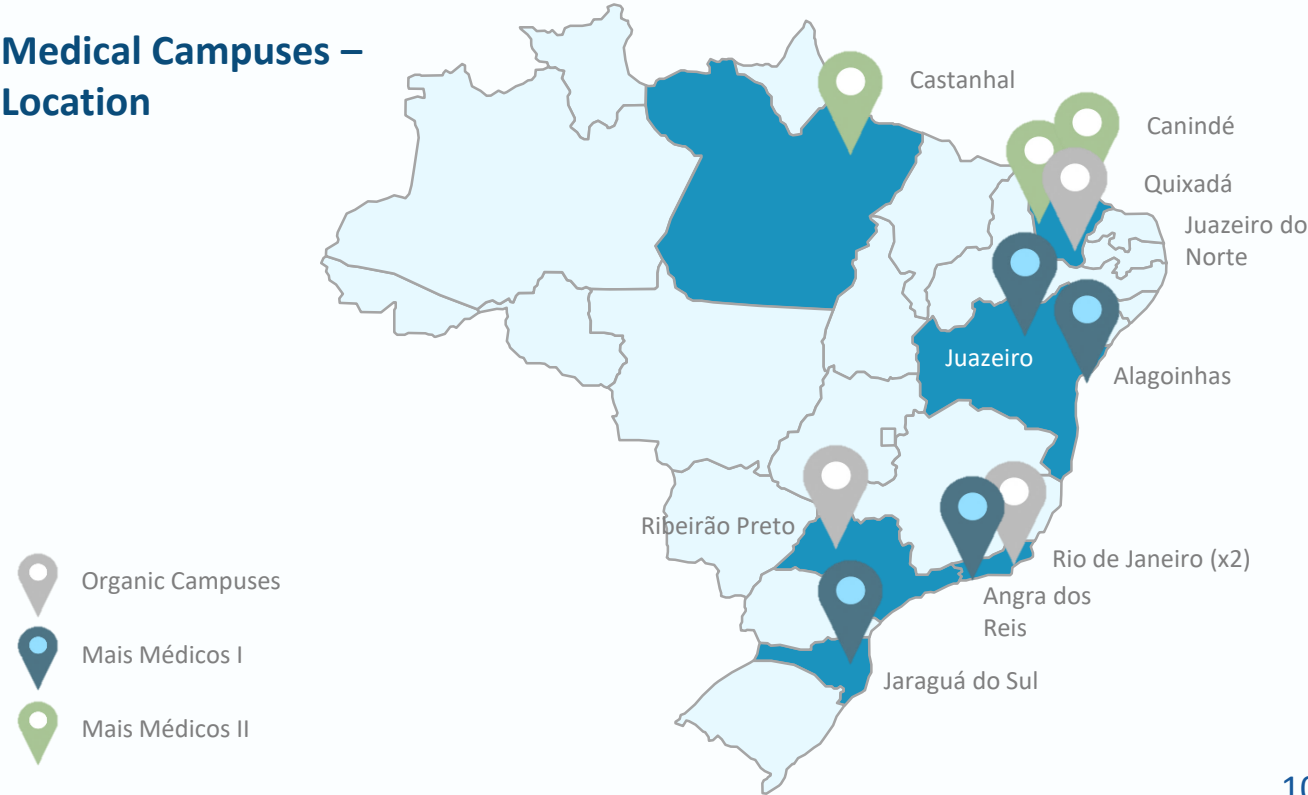 Medical Campuses –
Location
Castanhal
Canindé
Quixadá
Juazeiro do
Norte
Juazeiro
Alagoinhas
Ribeirão Preto
Rio de Janeiro (x2)
Angra dos
Reis
Jaraguá do Sul
Organic Campuses
Mais Médicos I
Mais Médicos II
10